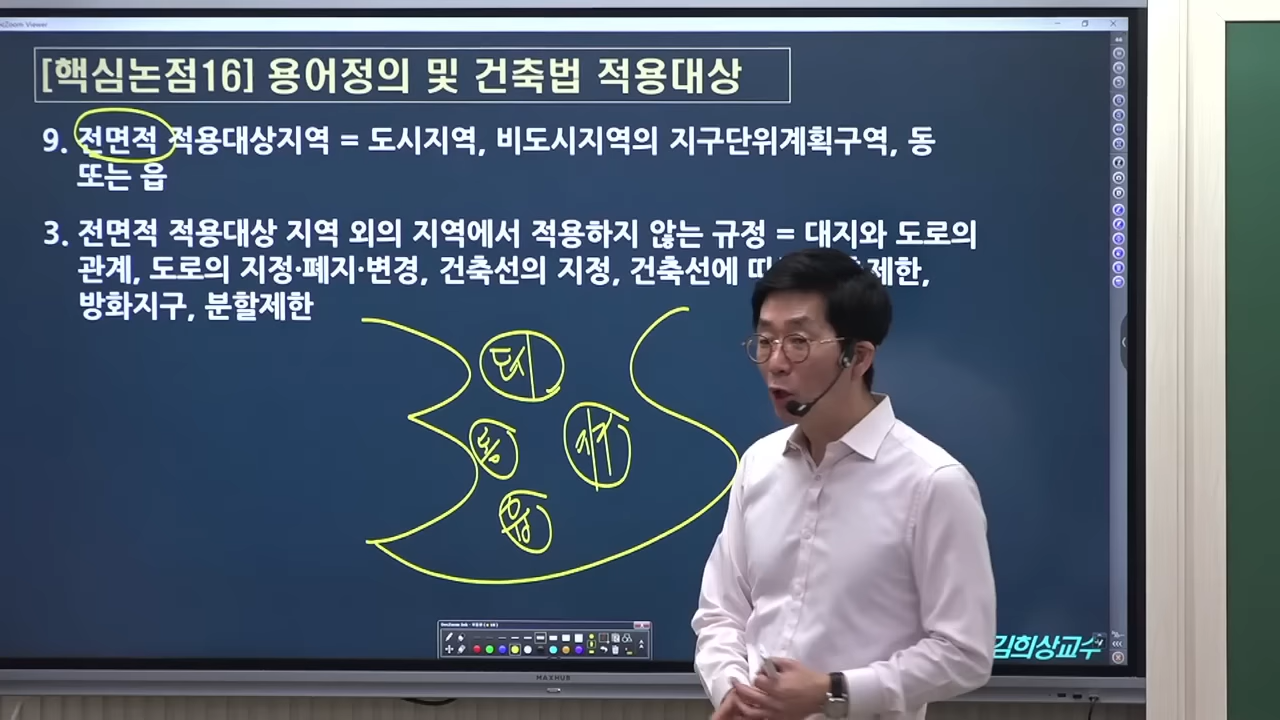 [핵심논점16] 용어정의 및 건축법 적용대상
9. 전면적 적용대상지역 = 도시지역, 비도시지역의 지구단위계획구역, 동
또는 읍
3. 전면적 적용대상 지역 외의 지역에서 적용하지 않는 규정 = 대지와 도로의
관계, 도로의 지정·폐지·변경, 건축선의 지정, 건축선에 제한,
방화지구, 분할제한
동
읍
MAXHUB
김희상교수